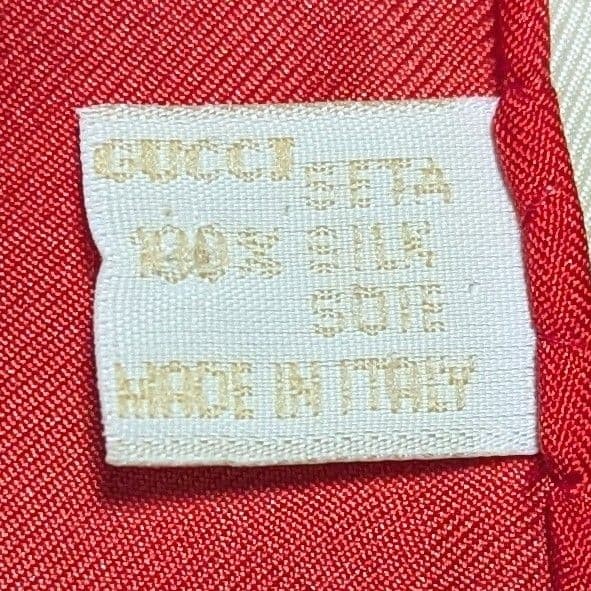 GUCCI SETA
100% SILK
SOIE
MADE IN ITALY